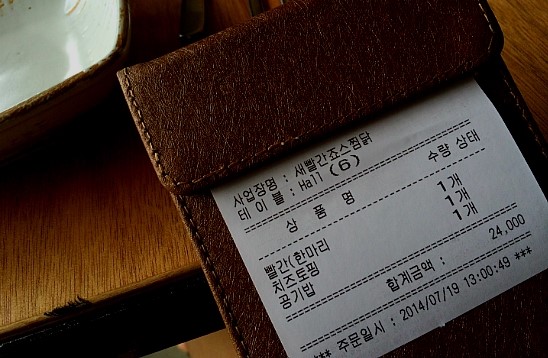 사업장명 : 새빨간죠스찜닭
테 이 블 : Hall (6)
상 품 명 수량 상태
빨간(한마리 1개
치즈토핑 1개
공기밥 1개
합계금액 : 24,000
*** 주문일시 : 2014/07/19 13:00:49 ***